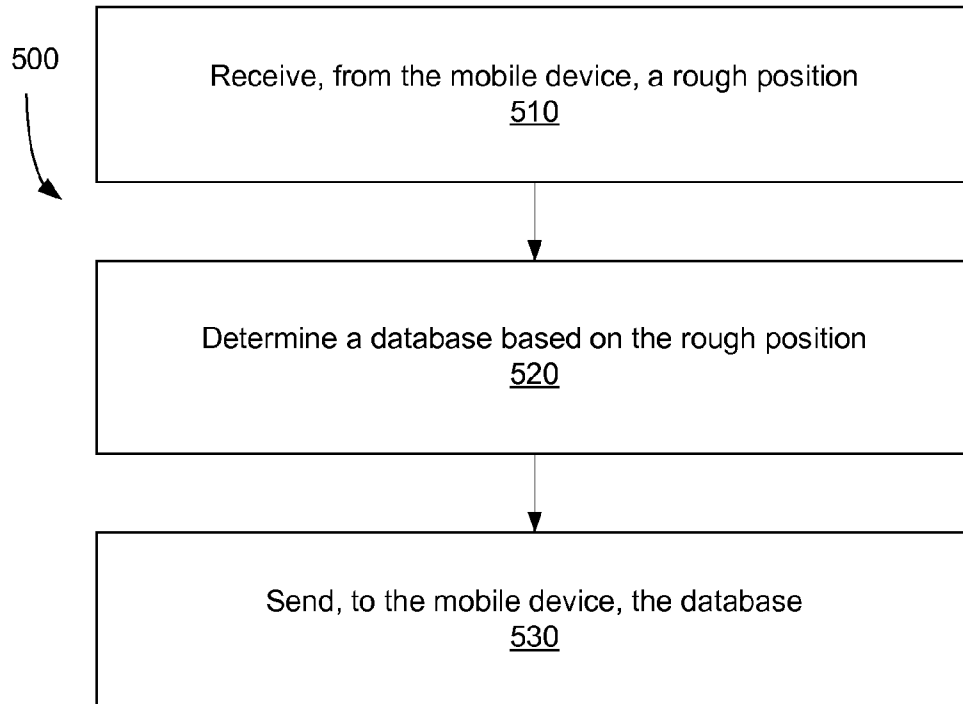 500
Receive, from the mobile device, a rough position
510
Determine a database based on the rough position
520
Send, to the mobile device, the database
530